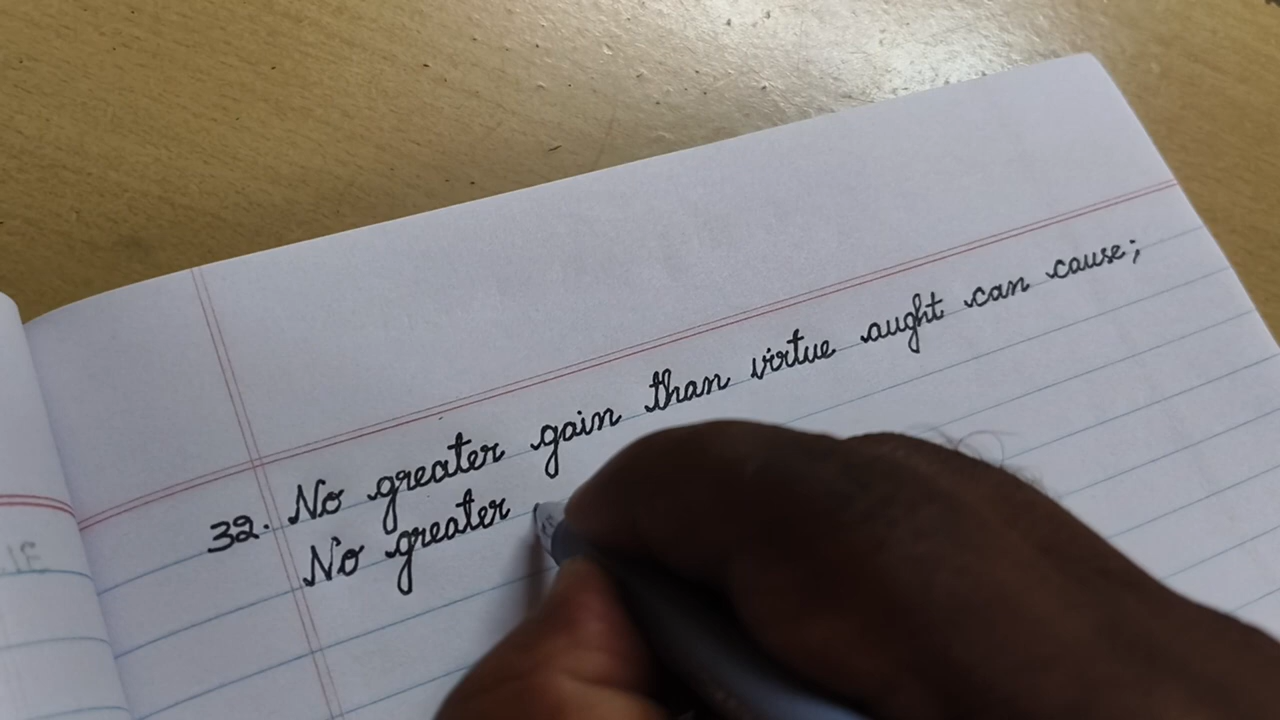 32. No greater gain than virtue aught can cause;
No greater